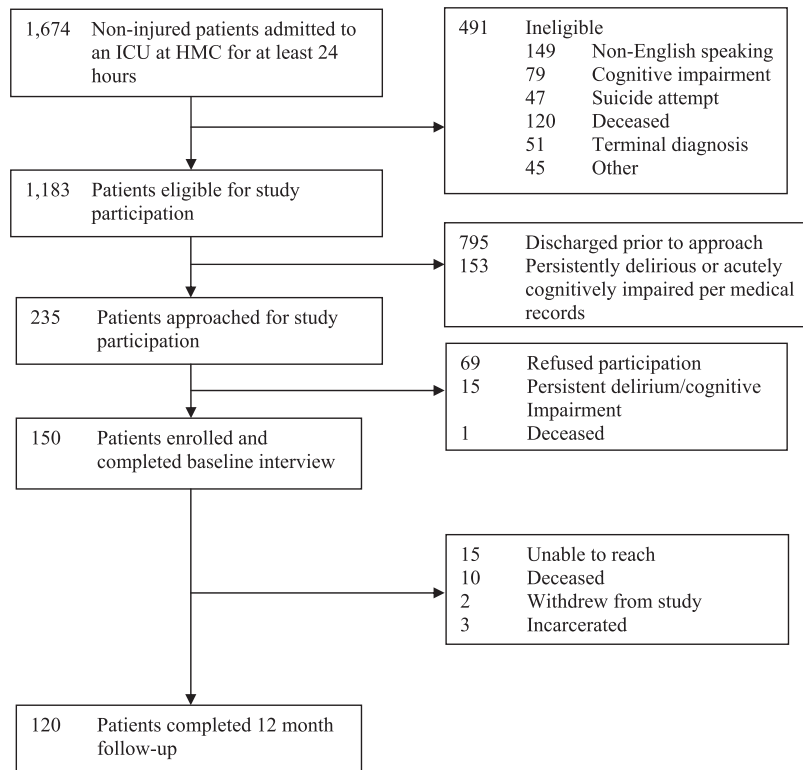 1,674 Non-injured patients admitted to
an ICU at HMC for at least 24
hours
491 Ineligible
149 Non-English speaking
79 Cognitive impairment
47 Suicide attempt
120 Deceased
51 Terminal diagnosis
45 Other
1,183 Patients eligible for study
participation
795 Discharged prior to approach
153 Persistently delirious or acutely
cognitively impaired per medical
records
235 Patients approached for study
participation
69 Refused participation
15 Persistent delirium/cognitive
Impairment
1 Deceased
150 Patients enrolled and
completed baseline interview
15 Unable to reach
10 Deceased
2 Withdrew from study
3 Incarcerated
120 Patients completed 12 month
follow-up